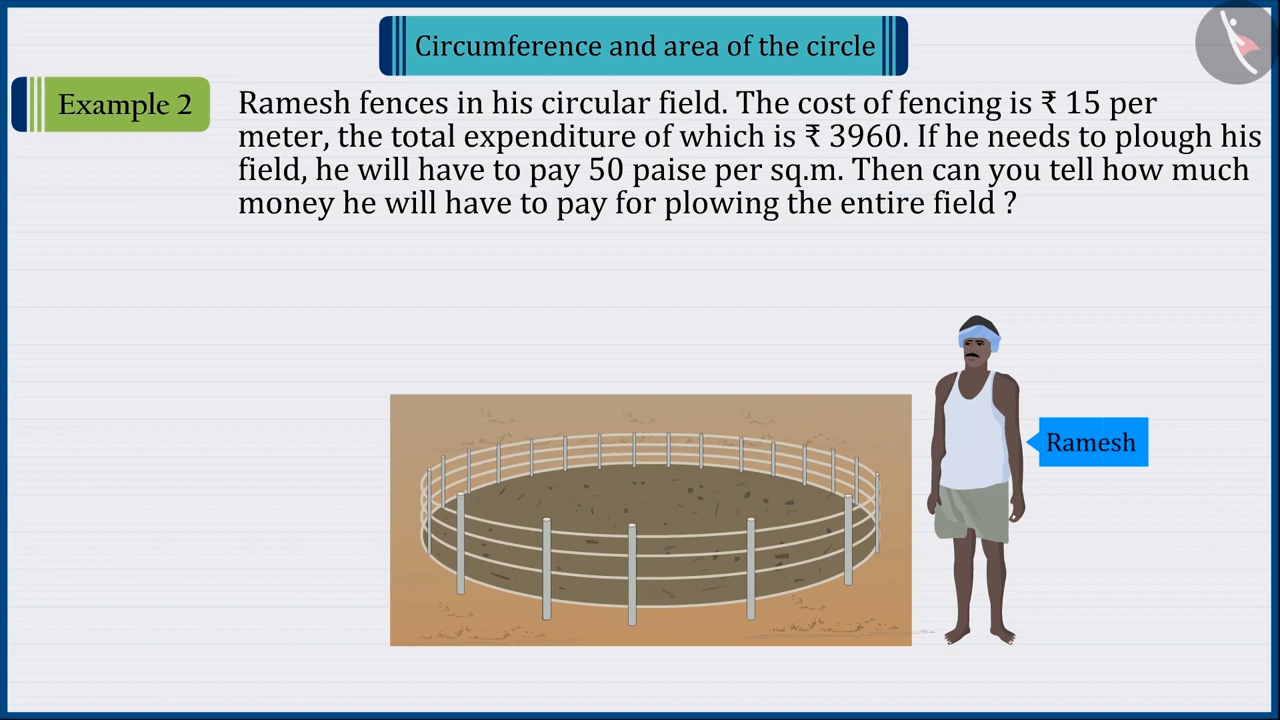 Circumference and area of the circle
Example 2
Ramesh fences in his circular field. The cost of fencing is ₹ 15 per
meter, the total expenditure of which is ₹ 3960. If he needs to plough his
field, he will have to pay 50 paise per sq.m. Then can you tell how much
money he will have to pay for plowing the entire field ?
Ramesh